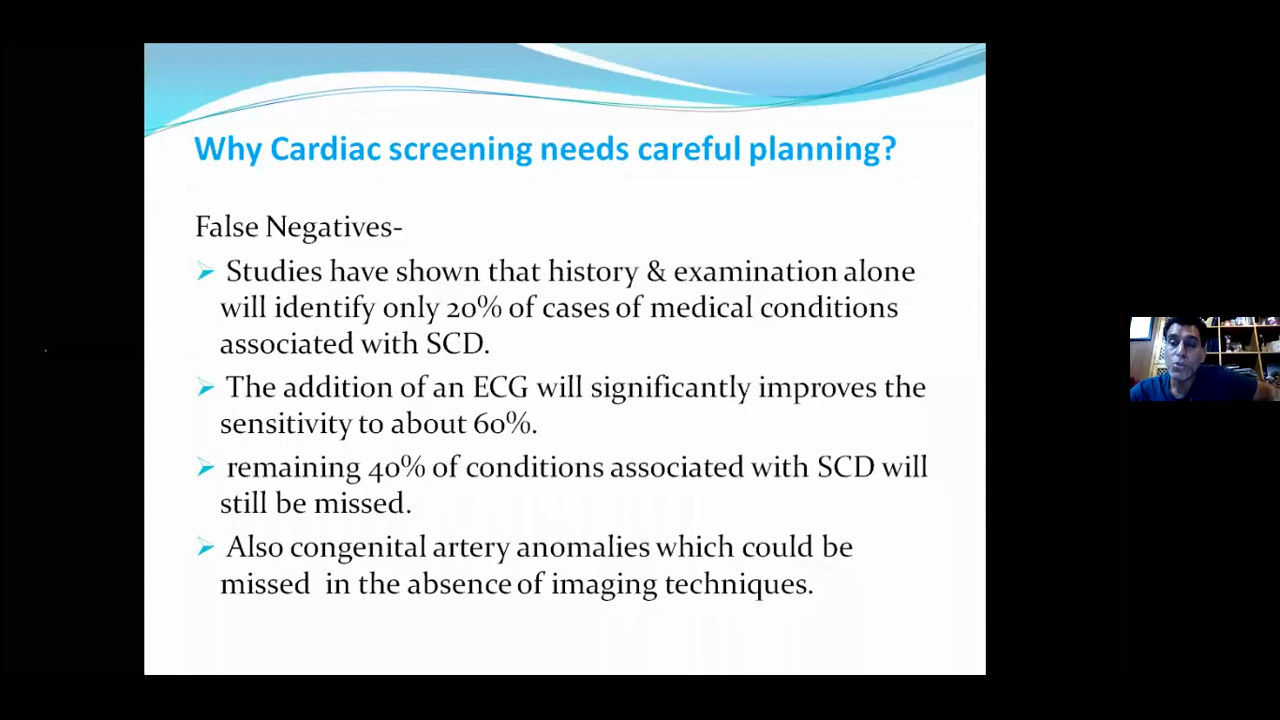 Why Cardiac screening needs careful planning?
False Negatives-
Studies have shown that history & examination alone
will identify only 20% of cases of medical conditions
associated with SCD.
The addition of an ECG will significantly improves the
sensitivity to about 60%.
remaining 40% of conditions associated with SCD will
still be missed.
Also congenital artery anomalies which could be
missed in the absence of imaging techniques.